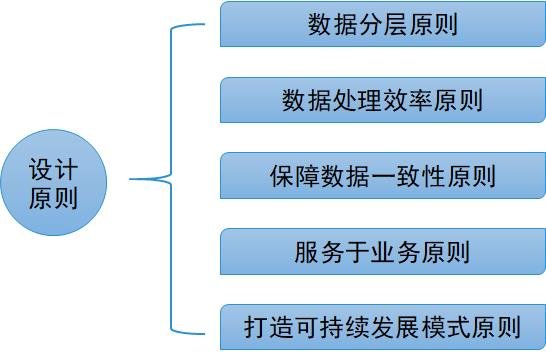 数据分层原则
数据处理效率原则
设计
原则
保障数据一致性原则
服务于业务原则
打造可持续发展模式原则